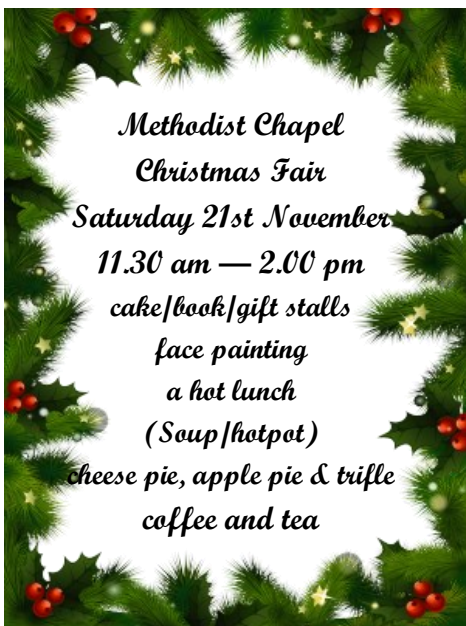 Methodist Chapel
Christmas Fair
Saturday 21st November
11.30 am — 2.00 pm
cake/book/gift stalls
face painting
a hot lunch
(Soup/hotpot)
cheese pie, apple pie & trifle
coffee and tea